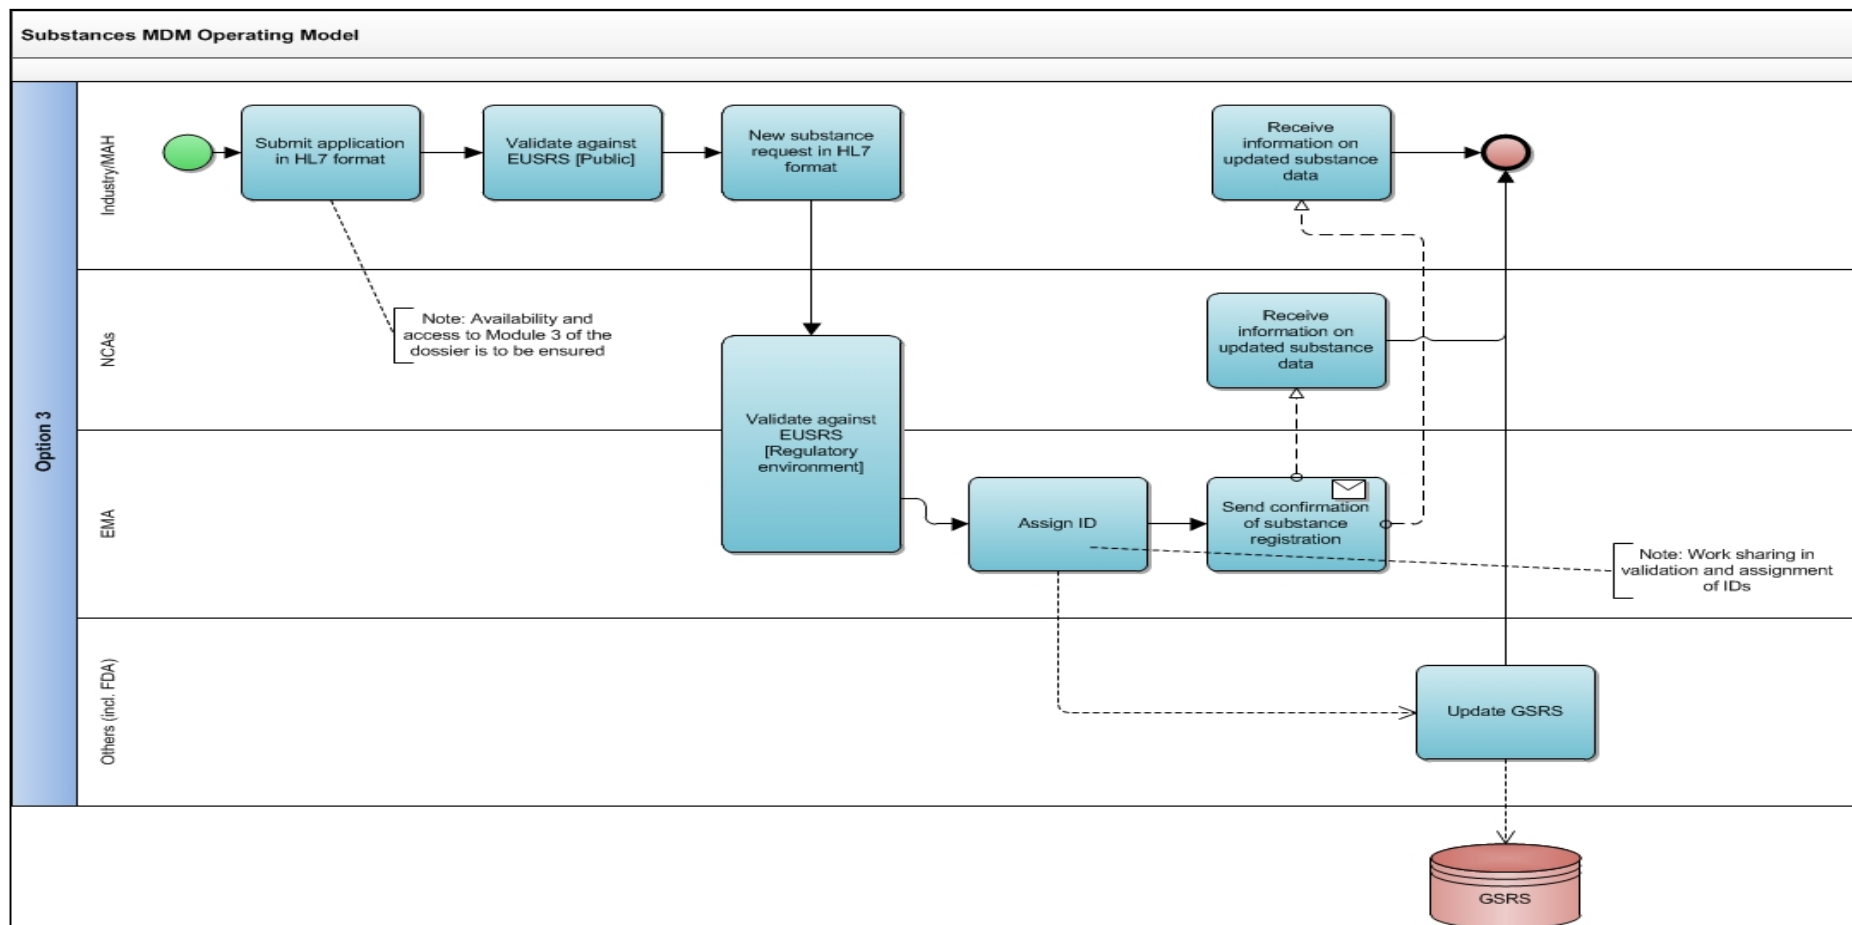 Substances MDM Operating Model
Option 3
Industry/MAH
Submit application
in HL7 format
Validate against
EUSRS [Public]
New substance
request in HL7
format
Receive
information on
updated substance
data
NCAs
Note: Availability and
access to Module 3 of the
dossier is to be ensured
Receive
information on
updated substance
data
Validate against
EUSRS
[Regulatory
environment]
EMA
Assign ID
Send confirmation
of substance
registration
Note: Work sharing in
validation and assignment
of IDs
Others (incl. FDA)
Update GSRS
GSRS